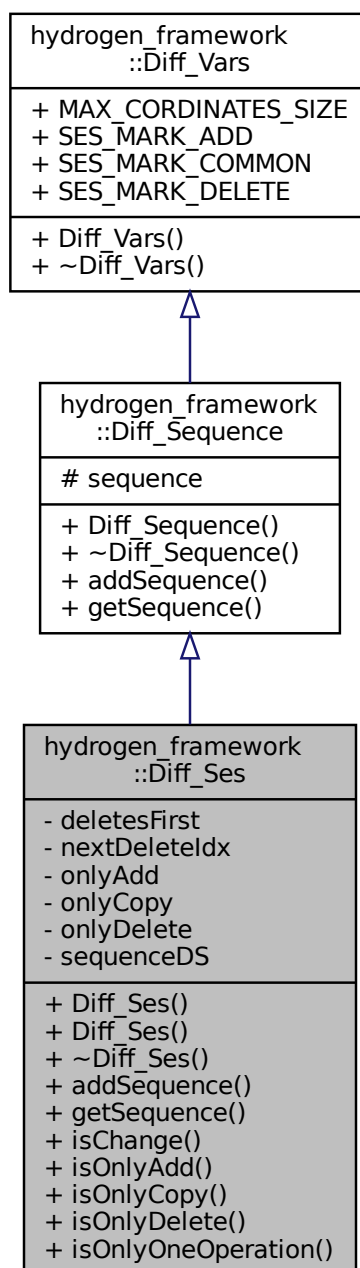 hydrogen_framework
::Diff_Vars
+ MAX_CORDINATES_SIZE
+ SES_MARK_ADD
+ SES_MARK_COMMON
+ SES_MARK_DELETE
+ Diff_Vars()
+ ~Diff_Vars()
hydrogen_framework
::Diff_Sequence
# sequence
+ Diff_Sequence()
+ ~Diff_Sequence()
+ addSequence()
+ getSequence()
hydrogen_framework
::Diff_Ses
- deletesFirst
- nextDeleteIdx
- onlyAdd
- onlyCopy
- onlyDelete
- sequenceDS
+ Diff_Ses()
+ Diff_Ses()
+ ~Diff_Ses()
+ addSequence()
+ getSequence()
+ isChange()
+ isOnlyAdd()
+ isOnlyCopy()
+ isOnlyDelete()
+ isOnlyOneOperation()